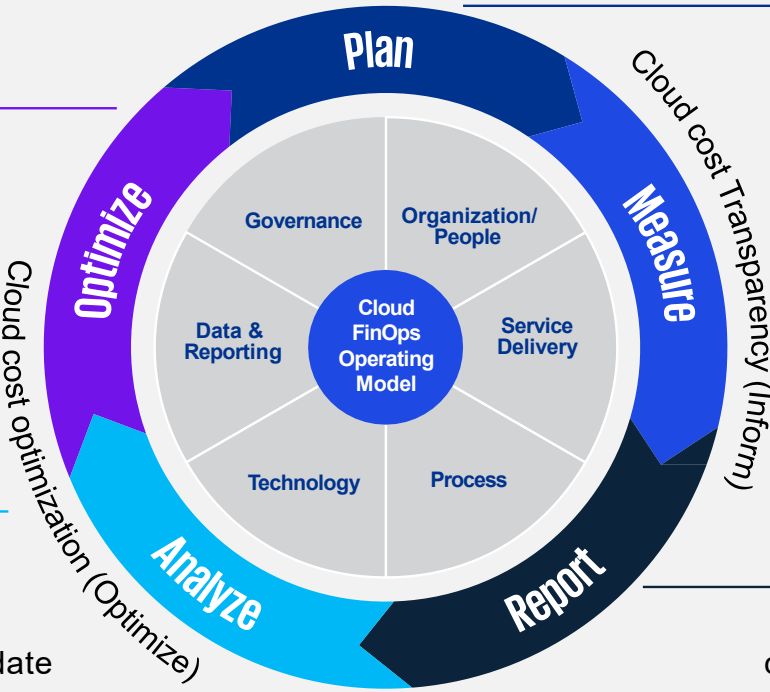 Plan
Cloud cost Transparency (Inform)
Measure
Optimize
Governance
Organization/
People
Cloud
FinOps
Operating
Model
Data &
Reporting
Service
Delivery
Technology
Process
Cloud cost optimization (Optimize)
Analyze
Report